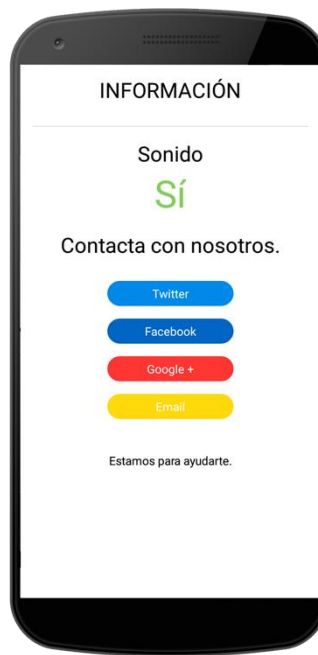 INFORMACIÓN
Sonido
Sí
Contacta con nosotros.
Twitter
Facebook
Google +
Email
Estamos para ayudarte.